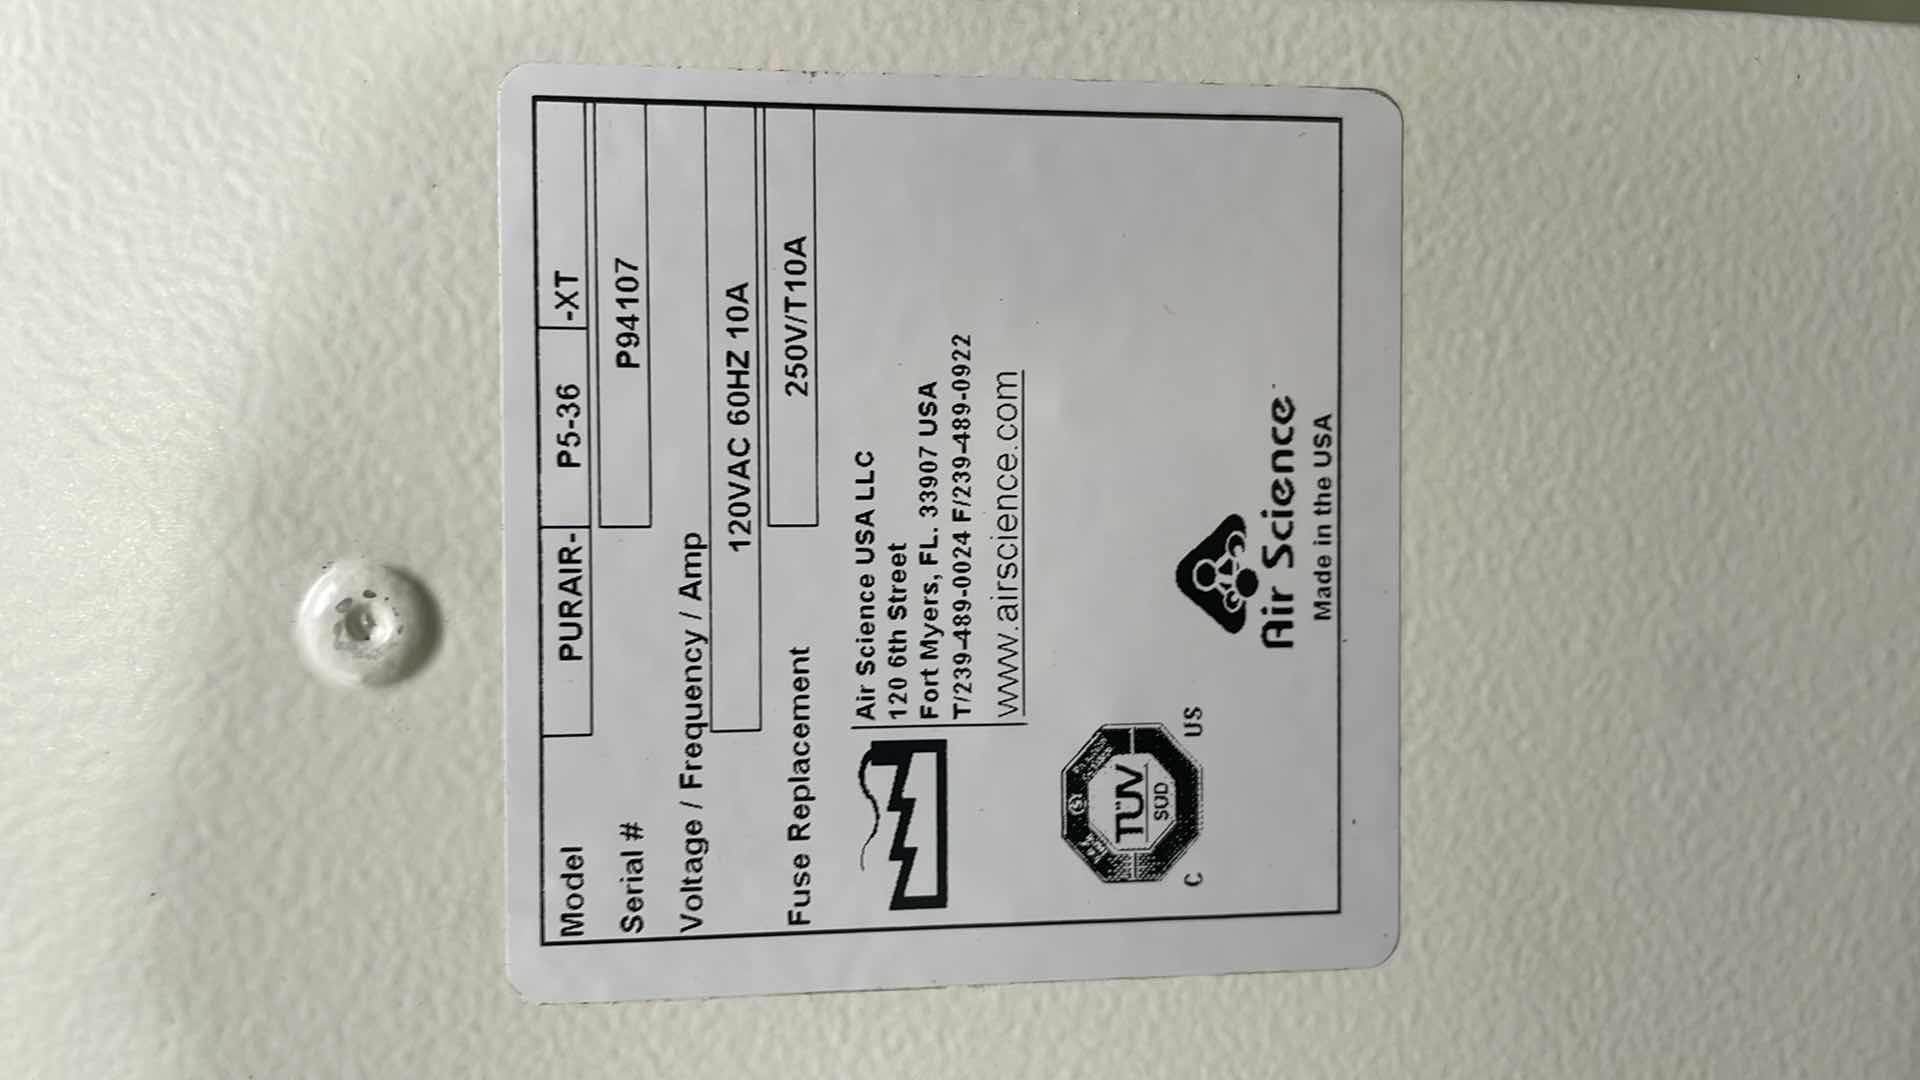 Model PURAIR- P5-36 -XT
Serial # P94107
Voltage / Frequency / Amp
120VAC 60HZ 10A
Fuse Replacement 250V/T10A
Air Science USA LLC
120 6th Street
Fort Myers, FL. 33907 USA
T/239-489-0024 F/239-489-0922
www.airscience.com
TÜV
SÜD
C US
Air Science
Made in the USA